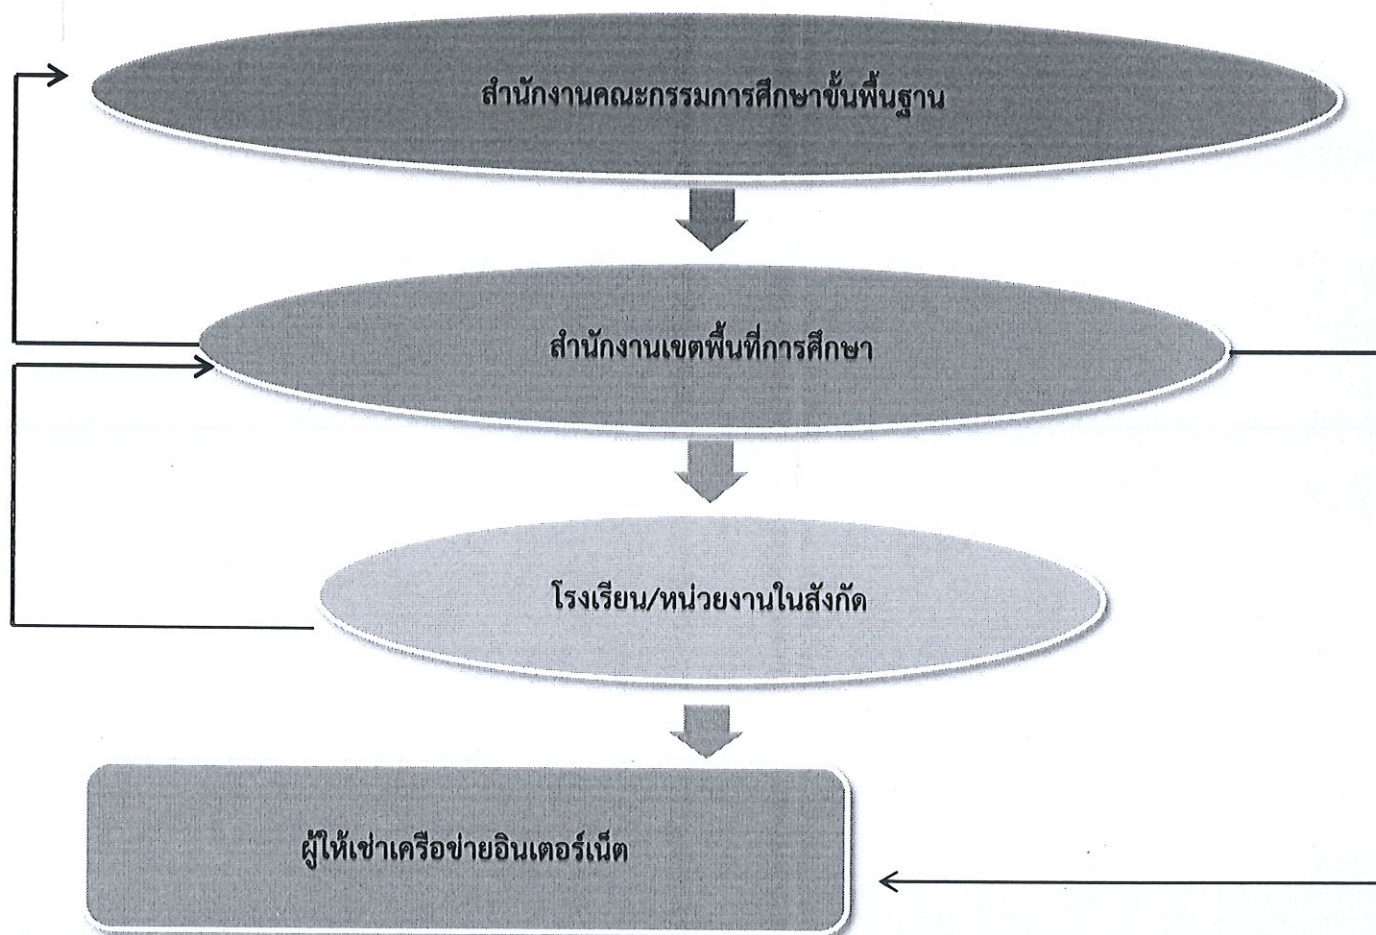 สำนักงานคณะกรรมการศึกษาขั้นพื้นฐาน
สำนักงานเขตพื้นที่การศึกษา
โรงเรียน/หน่วยงานในสังกัด
ผู้ให้เช่าเครือข่ายอินเตอร์เน็ต